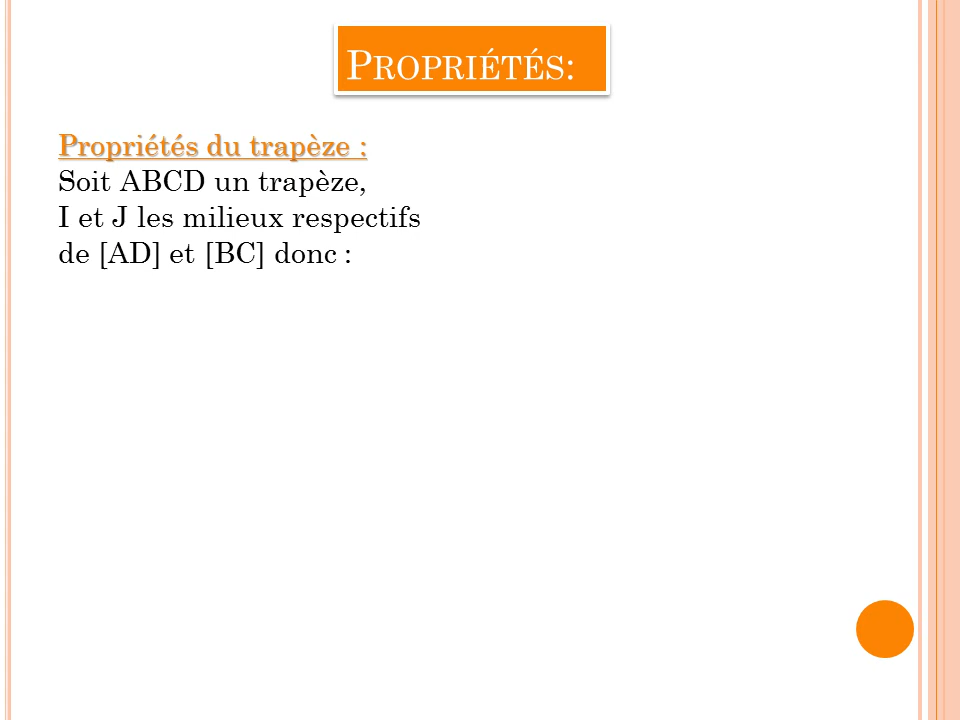 PROPRIÉTÉS:
Propriétés du trapèze :
Soit ABCD un trapèze,
I et J les milieux respectifs
de [AD] et [BC] donc :